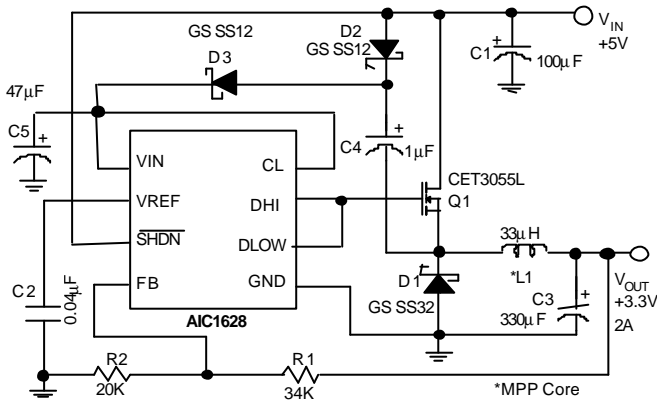 GS SS12
D3
D2
GS SS12
V_IN
+5V
C1
100µF
47µF
C5
+
+
+
C4
1µF
VIN
CL
VREF
DHI
SHDN
DLOW
FB
GND
AIC1628
CET3055L
Q1
33µH
*L1
D1
GS SS32
C3
+
330µF
V_OUT
+3.3V
2A
C2
0.04µF
R2
20K
R1
34K
*MPP Core